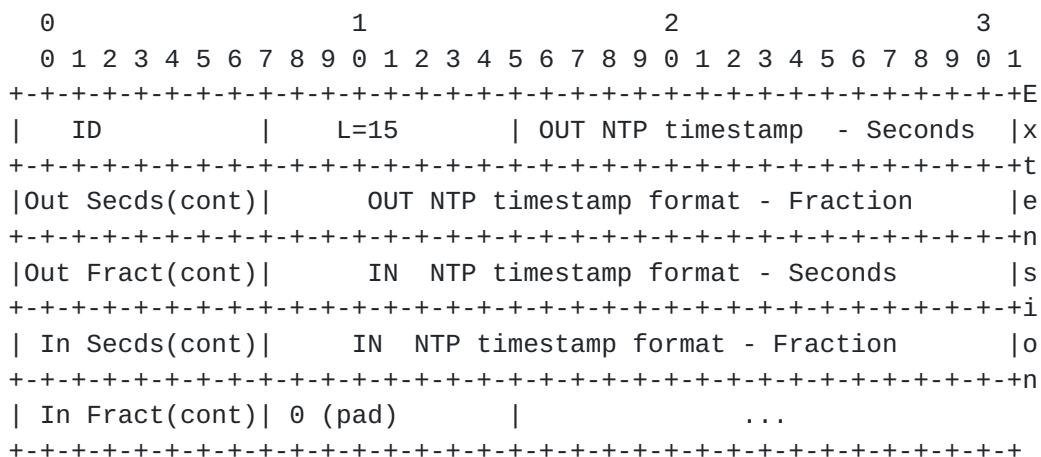 0                   1                   2                   3
  0 1 2 3 4 5 6 7 8 9 0 1 2 3 4 5 6 7 8 9 0 1 2 3 4 5 6 7 8 9 0 1
+-+-+-+-+-+-+-+-+-+-+-+-+-+-+-+-+-+-+-+-+-+-+-+-+-+-+-+-+-+-+-+-+E
|   ID          |    L=15       | OUT NTP timestamp  - Seconds  |x
+-+-+-+-+-+-+-+-+-+-+-+-+-+-+-+-+-+-+-+-+-+-+-+-+-+-+-+-+-+-+-+-+t
|Out Secds(cont)|      OUT NTP timestamp format - Fraction      |e
+-+-+-+-+-+-+-+-+-+-+-+-+-+-+-+-+-+-+-+-+-+-+-+-+-+-+-+-+-+-+-+-+n
|Out Fract(cont)|      IN  NTP timestamp format - Seconds       |s
+-+-+-+-+-+-+-+-+-+-+-+-+-+-+-+-+-+-+-+-+-+-+-+-+-+-+-+-+-+-+-+-+i
| In Secds(cont)|     IN  NTP timestamp format - Fraction       |o
+-+-+-+-+-+-+-+-+-+-+-+-+-+-+-+-+-+-+-+-+-+-+-+-+-+-+-+-+-+-+-+-+n
| In Fract(cont)| 0 (pad)       |              ...
+-+-+-+-+-+-+-+-+-+-+-+-+-+-+-+-+-+-+-+-+-+-+-+-+-+-+-+-+-+-+-+-+